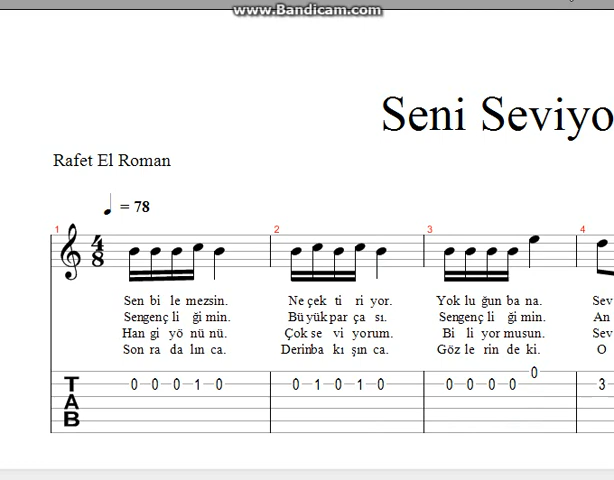 www.Bandicam.com
Seni Seviyo
Rafet El Roman
= 78
1 2 3 4
4
8
Sen bi le mezsin. Ne çek ti ri yor. Yok lu ğun ba na. Sev
Sengenç li ği min. Bü yük par ça sı. Sengenç li ği min. An
Han gi yö nü nü. Çok se vi yorum. Bi li yor musun. Sev
Son ra da lın ca. Derin ba kı şın ca. Göz le rin de ki. O
0
T 0 0 0 1 0 0 1 0 1 0 0 0 0 0 3
A
B